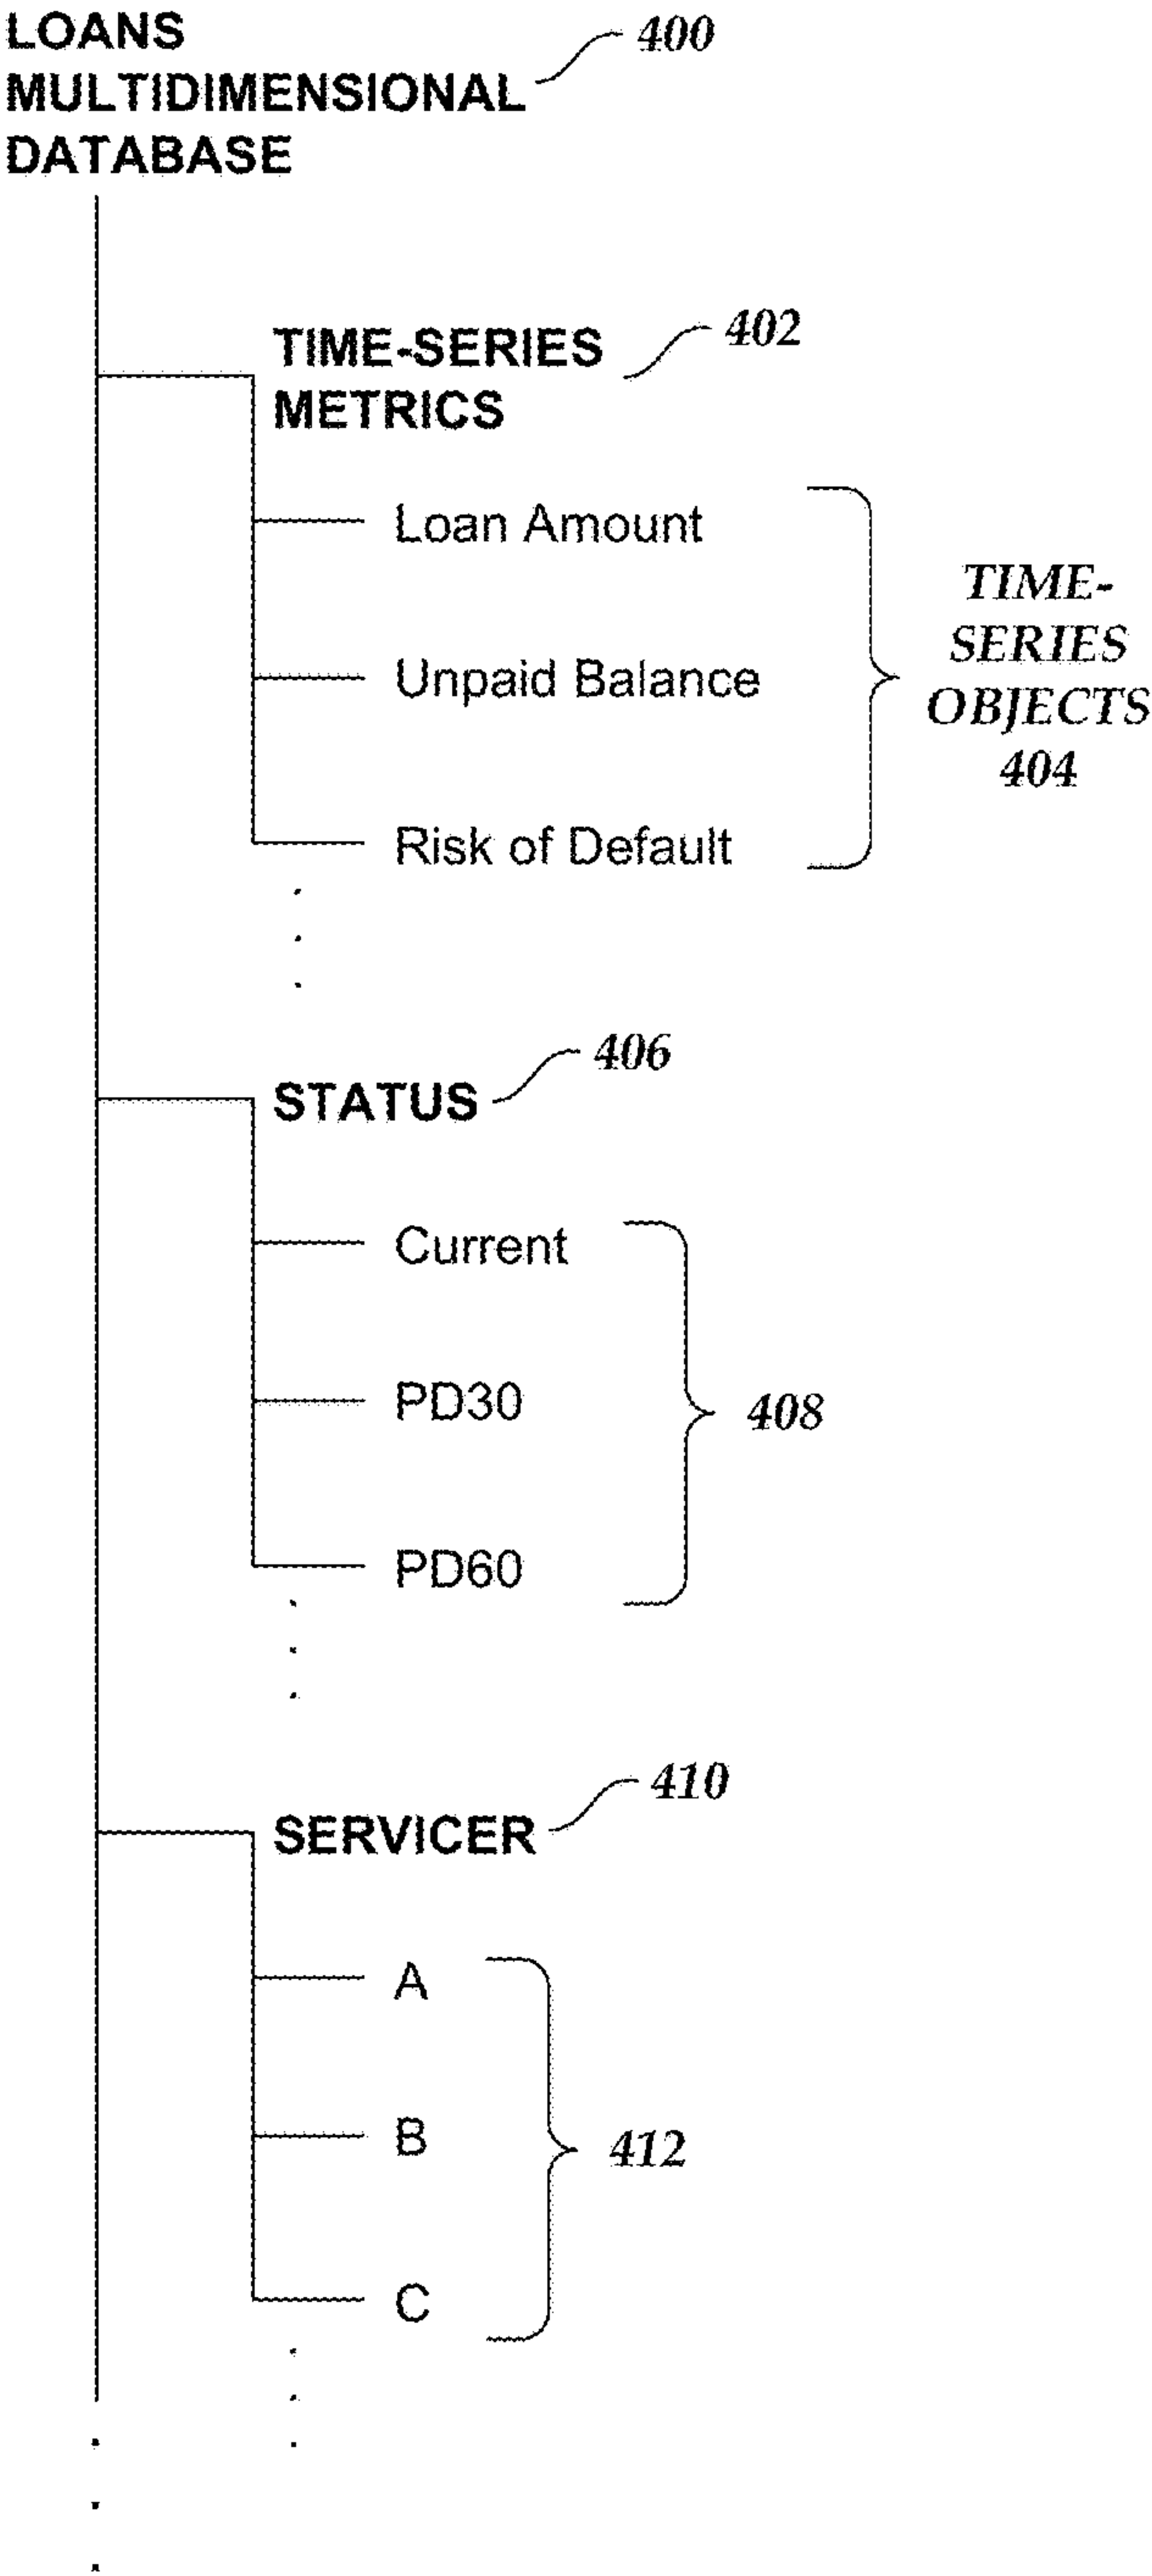 LOANS
MULTIDIMENSIONAL
DATABASE
400
TIME-SERIES
METRICS
402
Loan Amount
Unpaid Balance
Risk of Default
TIME-
SERIES
OBJECTS
404
STATUS
406
Current
PD30
PD60
408
SERVICER
410
A
B
C
412